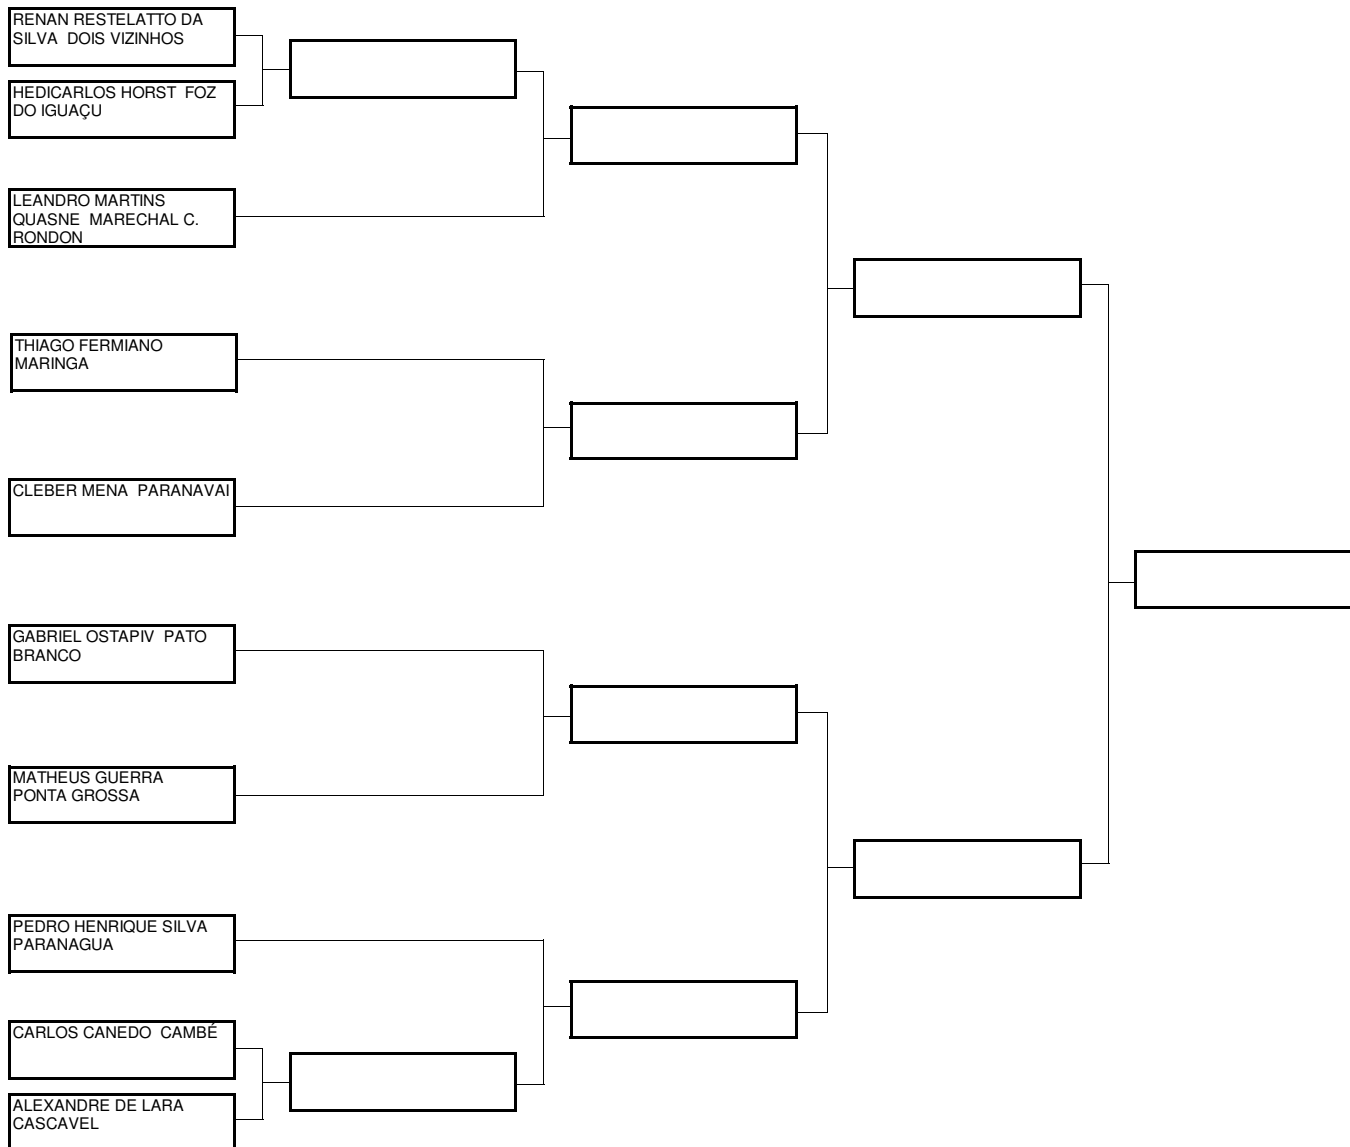 RENAN RESTELATTO DA
SILVA  DOIS VIZINHOS
HEDICARLOS HORST  FOZ
DO IGUAÇU
LEANDRO MARTINS
QUASNE  MARECHAL C.
RONDON
THIAGO FERMIANO
MARINGA
CLEBER MENA  PARANAVAI
GABRIEL OSTAPIV  PATO
BRANCO
MATHEUS GUERRA
PONTA GROSSA
PEDRO HENRIQUE SILVA
PARANAGUA
CARLOS CANEDO  CAMBÉ
ALEXANDRE DE LARA
CASCAVEL